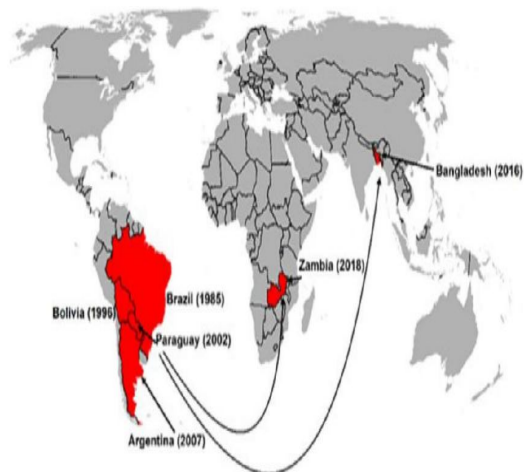 Bangladesh (2016)
Zambia (2018)
Brazil (1985)
Bolivia (1996)
Paraguay (2002)
Argentina (2007)